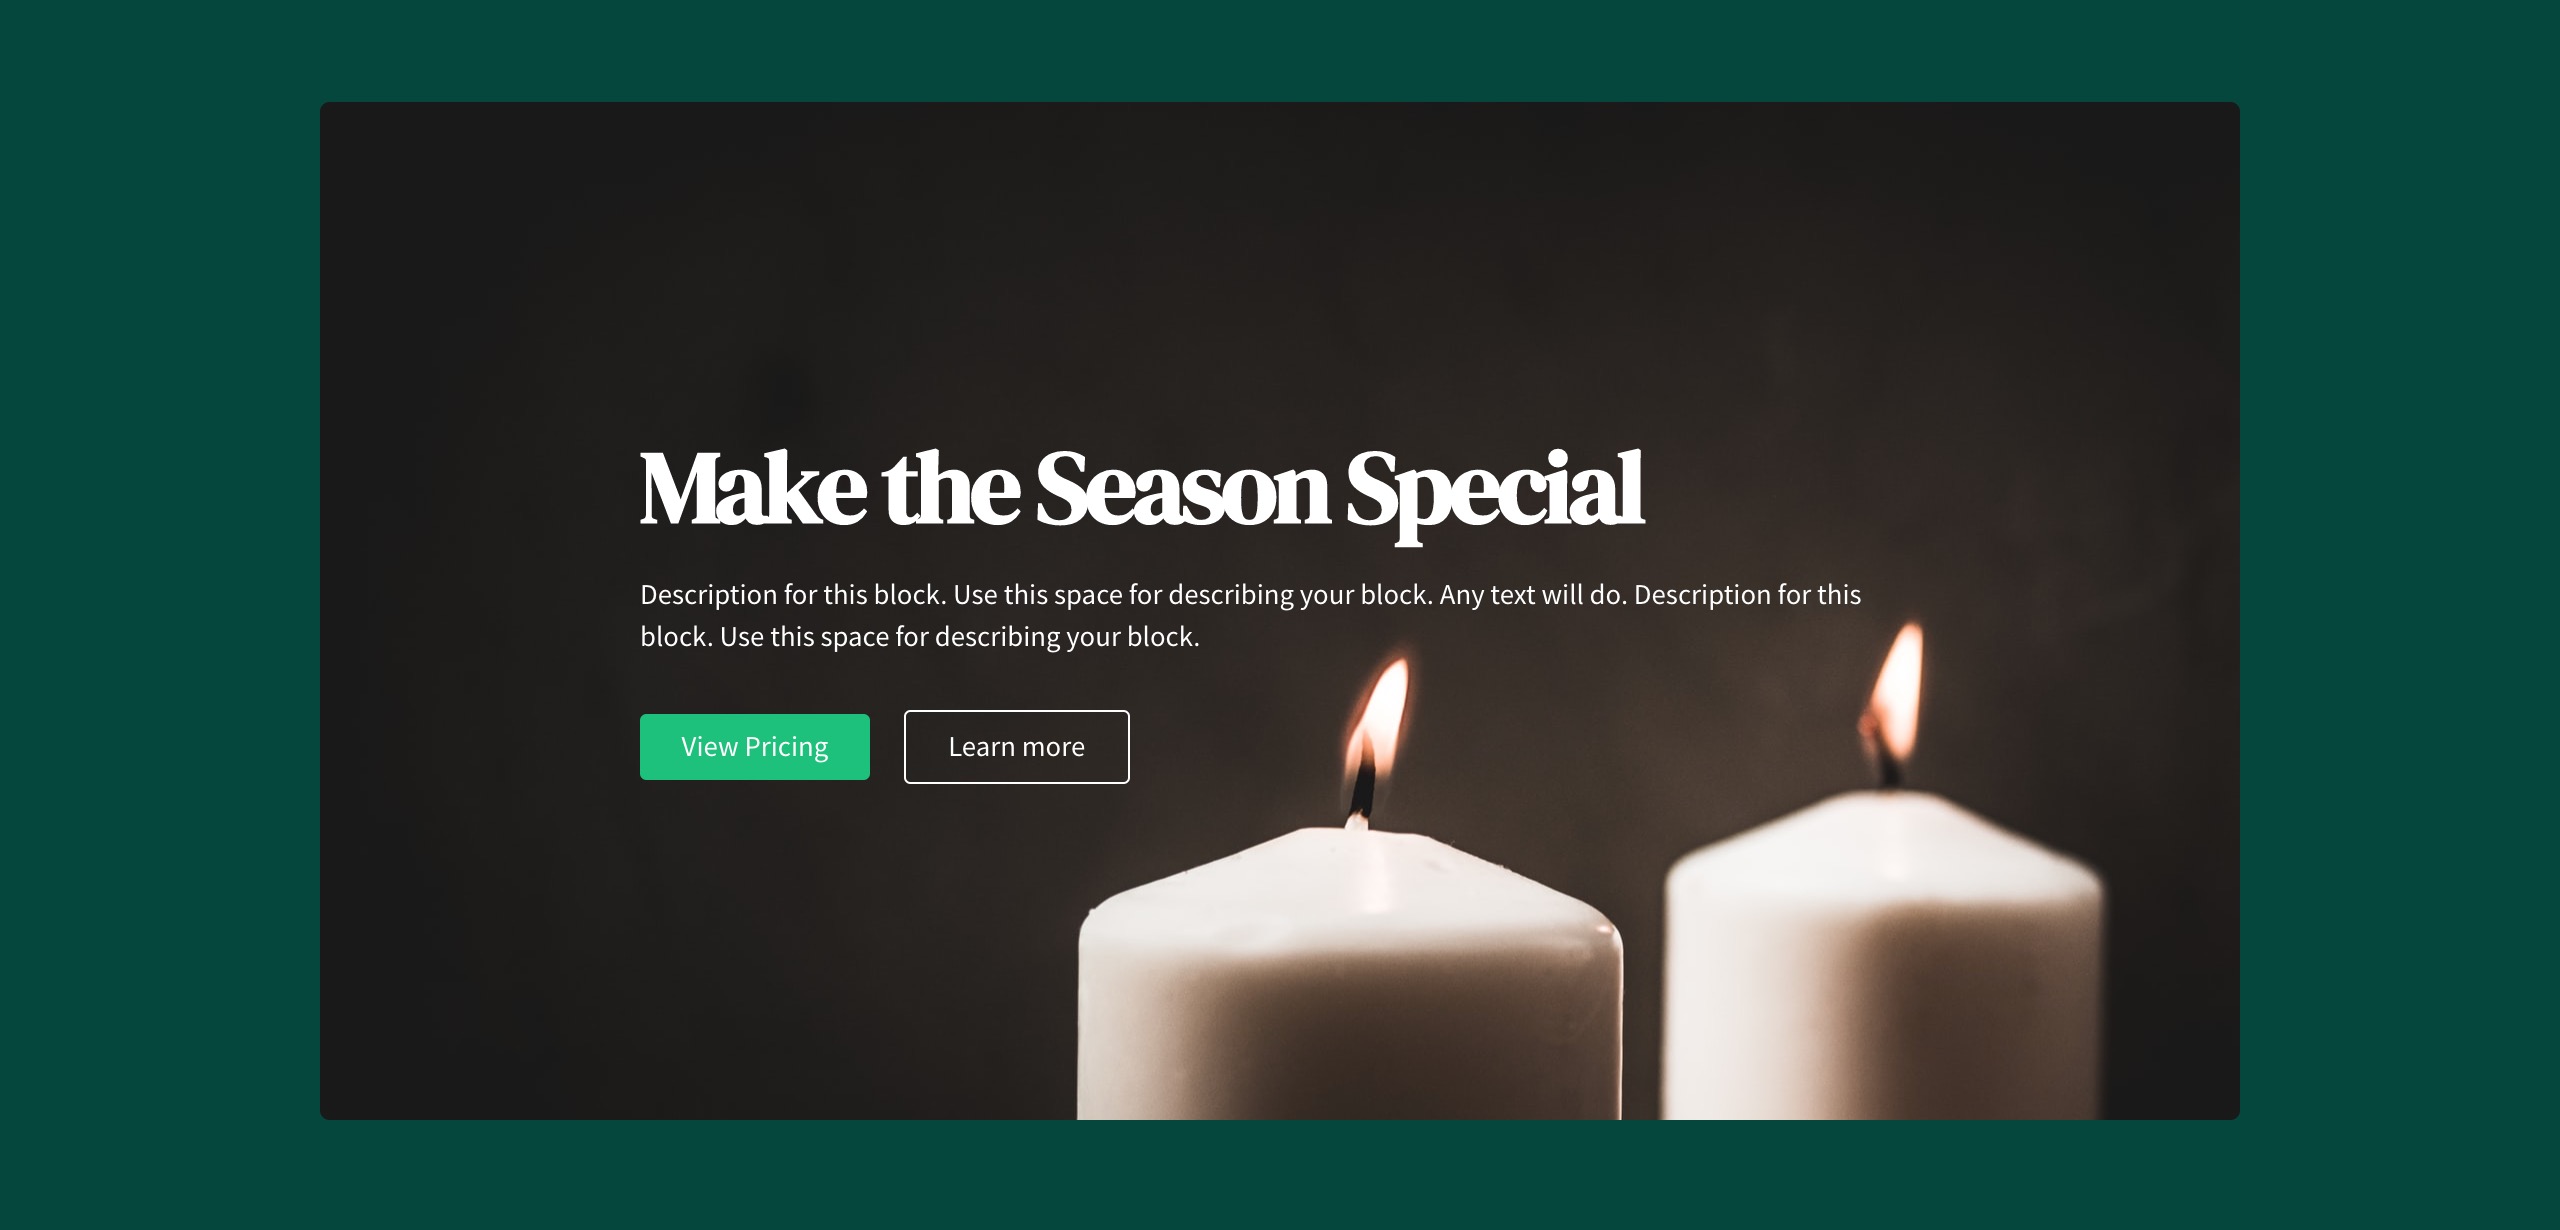 Make the Season Special
Description for this block. Use this space for describing your block. Any text will do. Description for this
block. Use this space for describing your block.
View Pricing
Learn more